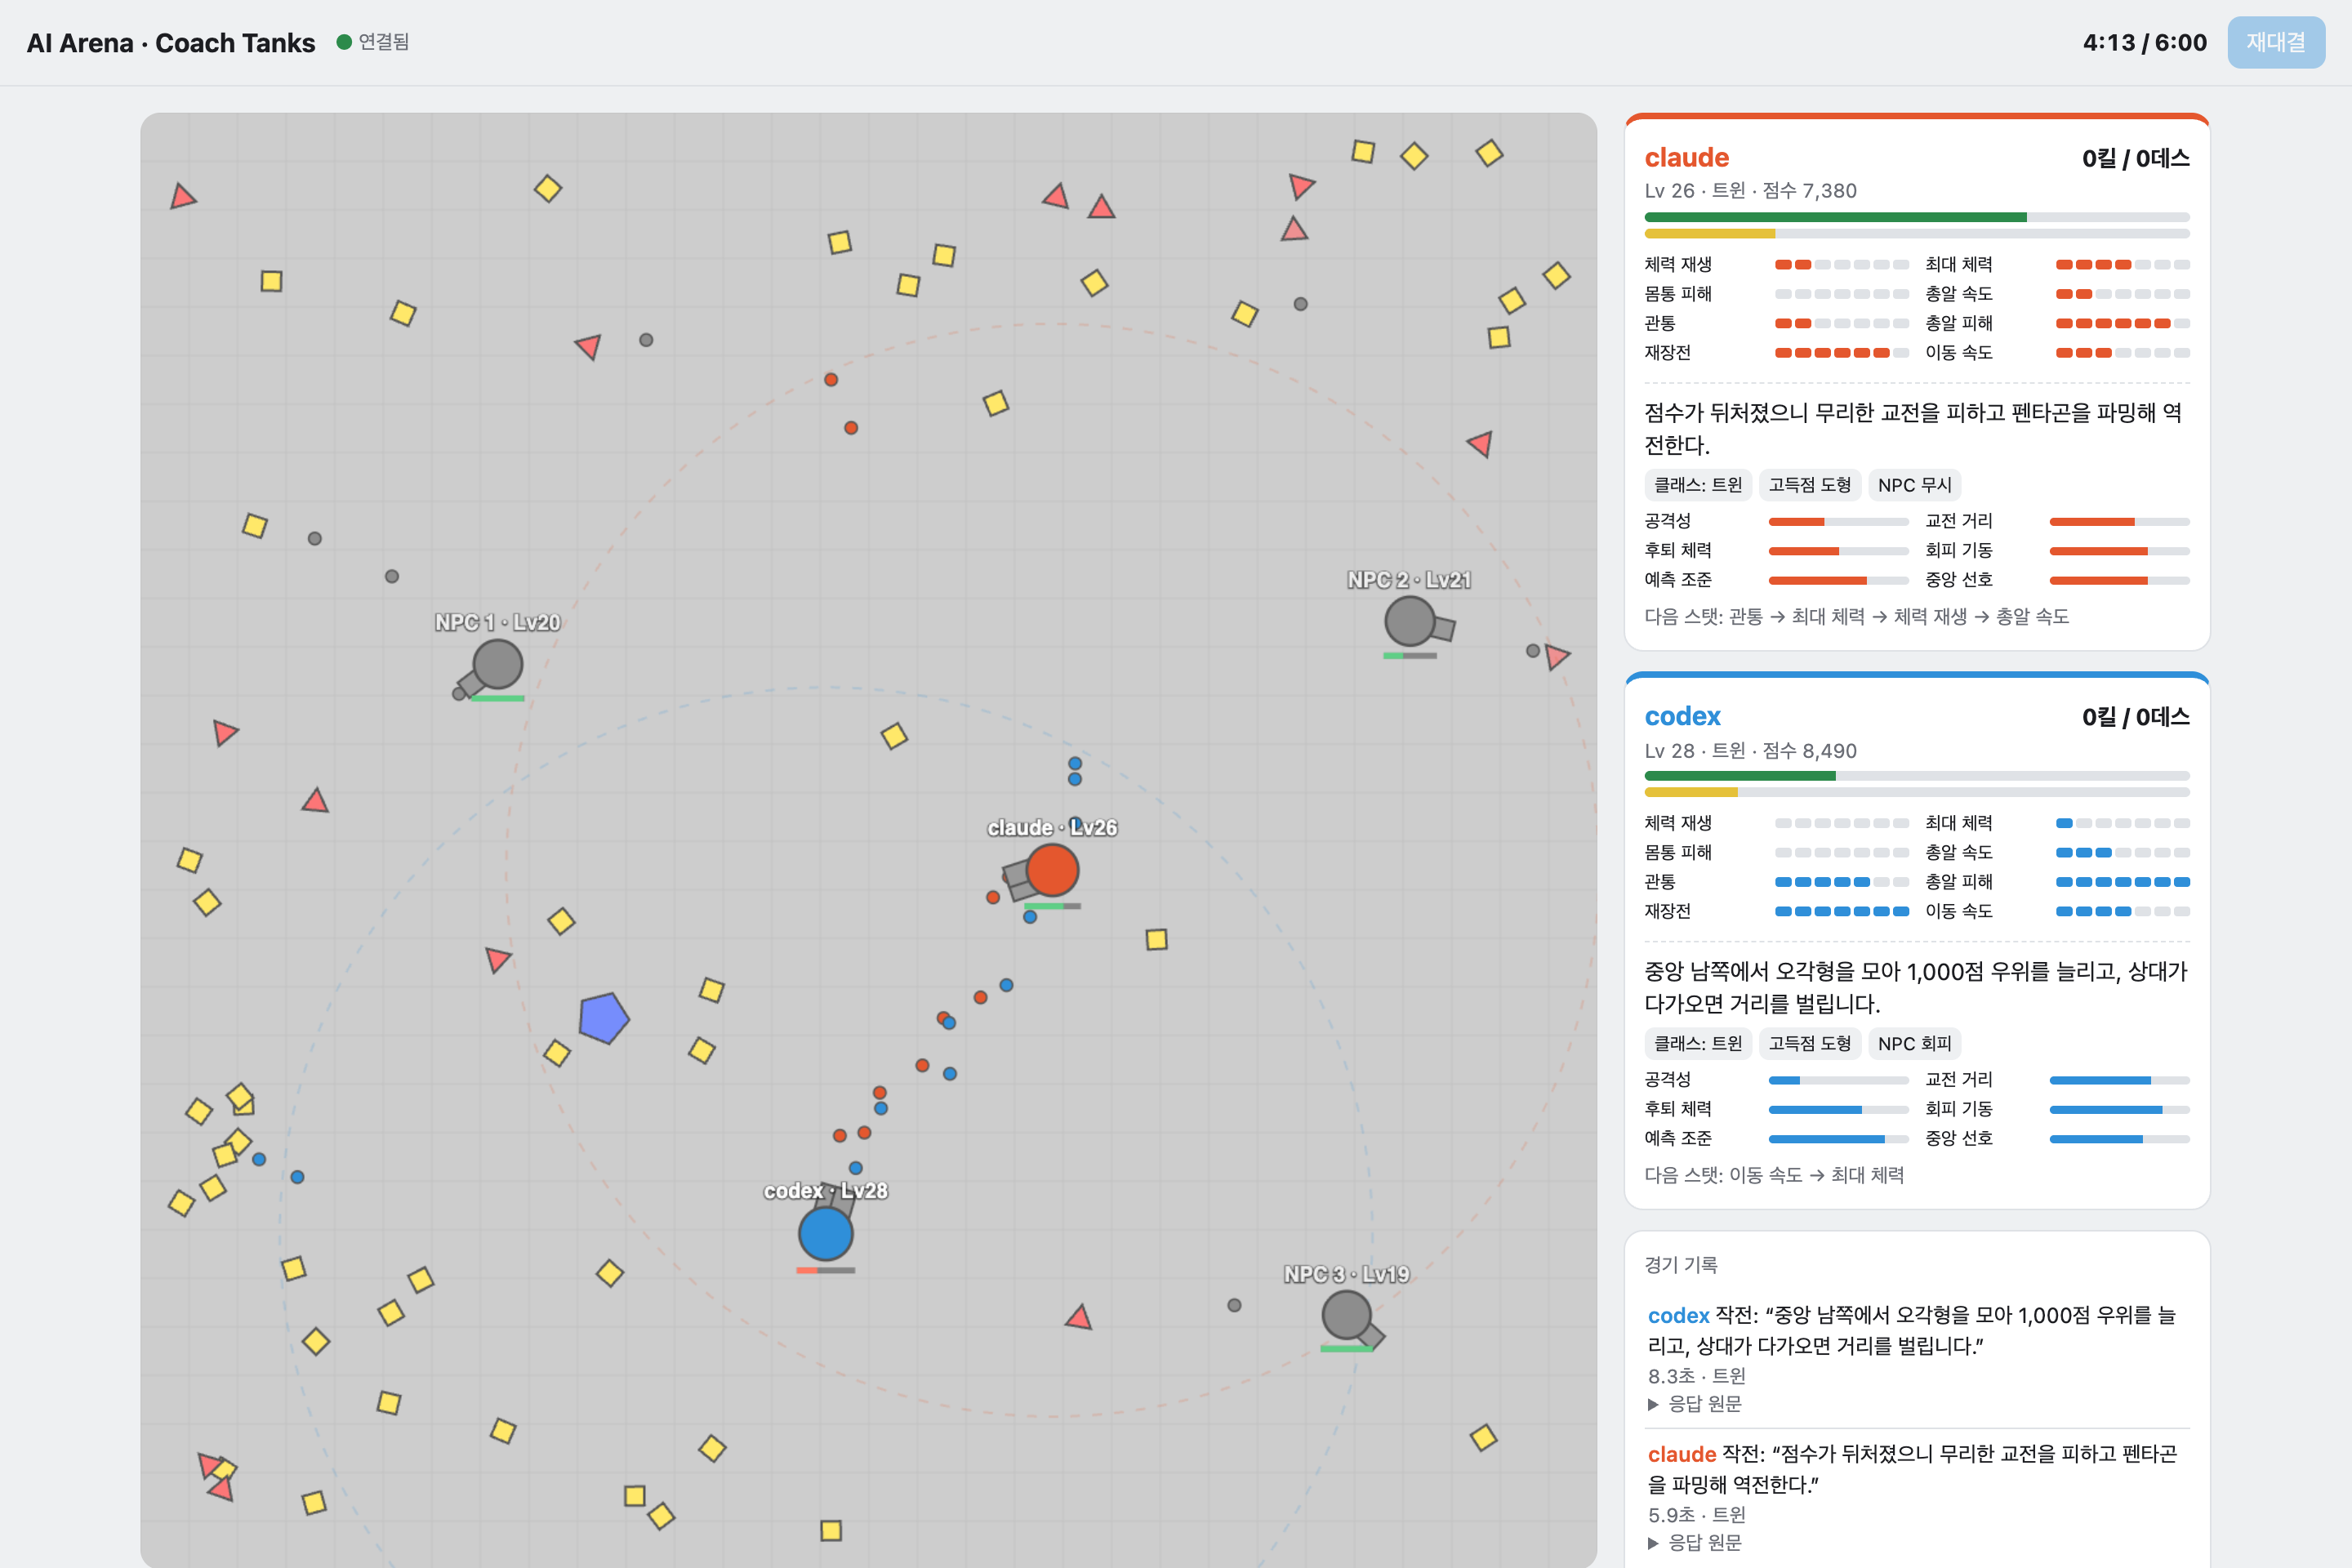 AI Arena · Coach Tanks
연결됨
4:13 / 6:00
재대결
NPC 2 · Lv21
NPC 1 · Lv20
claude · Lv26
codex · Lv28
NPC 3 · Lv19
claude
0킬 / 0데스
Lv 26 · 트윈 · 점수 7,380
체력 재생
최대 체력
몸통 피해
총알 속도
관통
총알 피해
재장전
이동 속도
점수가 뒤처졌으니 무리한 교전을 피하고 펜타곤을 파밍해 역
전한다.
클래스: 트윈
고득점 도형
NPC 무시
공격성
교전 거리
후퇴 체력
회피 기동
예측 조준
중앙 선호
다음 스탯: 관통 → 최대 체력 → 체력 재생 → 총알 속도
codex
0킬 / 0데스
Lv 28 · 트윈 · 점수 8,490
체력 재생
최대 체력
몸통 피해
총알 속도
관통
총알 피해
재장전
이동 속도
중앙 남쪽에서 오각형을 모아 1,000점 우위를 늘리고, 상대가
다가오면 거리를 벌립니다.
클래스: 트윈
고득점 도형
NPC 회피
공격성
교전 거리
후퇴 체력
회피 기동
예측 조준
중앙 선호
다음 스탯: 이동 속도 → 최대 체력
경기 기록
codex 작전: “중앙 남쪽에서 오각형을 모아 1,000점 우위를 늘
리고, 상대가 다가오면 거리를 벌립니다.”
8.3초 · 트윈
▶ 응답 원문
claude 작전: “점수가 뒤처졌으니 무리한 교전을 피하고 펜타곤
을 파밍해 역전한다.”
5.9초 · 트윈
▶ 응답 원문